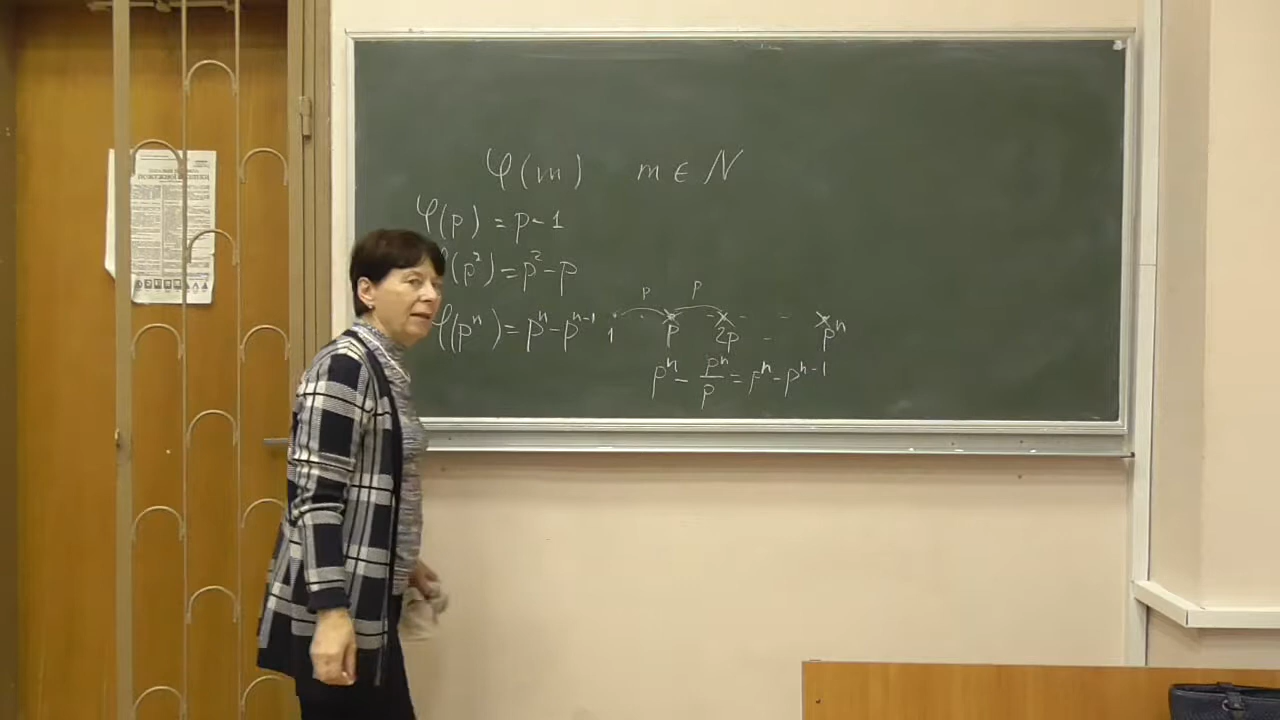 φ(m) m ∈ N
φ(p) = p - 1
φ(p²) = p² - p
p p
φ(pⁿ) = pⁿ - pⁿ⁻¹ 1 p 2p pⁿ
pⁿ - pⁿ/p = pⁿ - pⁿ⁻¹